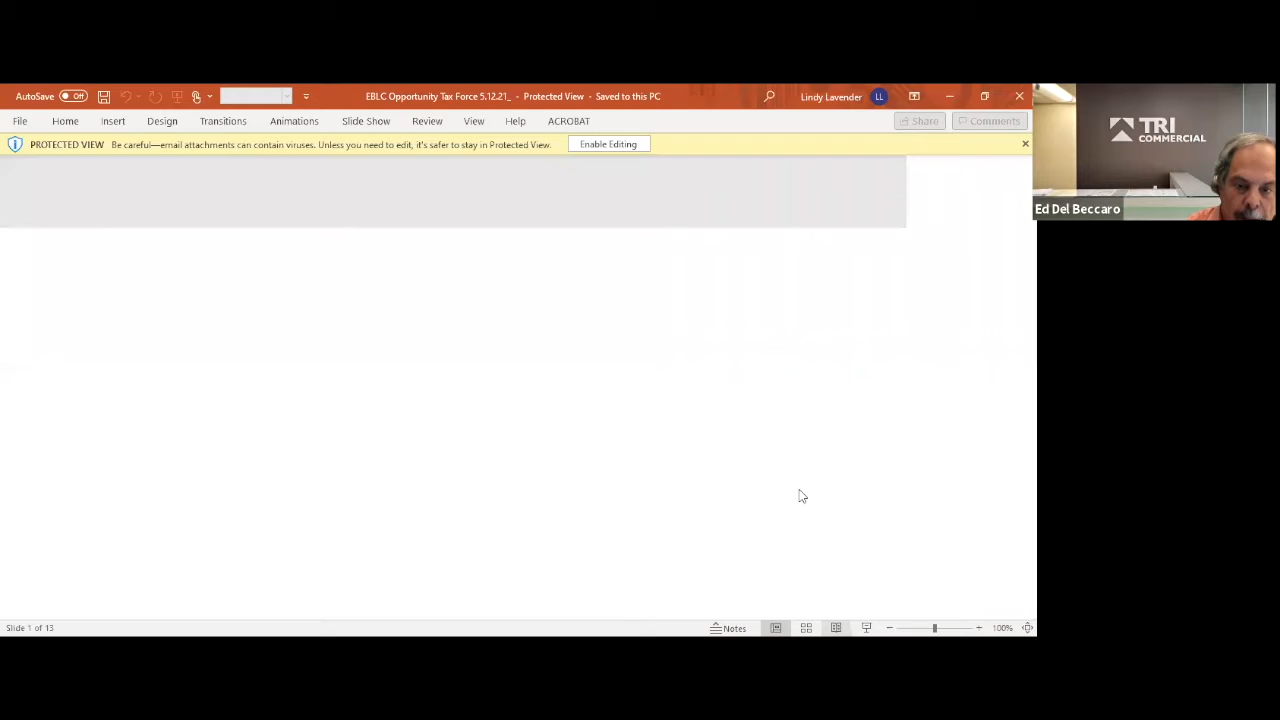 AutoSave Off
EBLC Opportunity Tax Force 5.12.21_ - Protected View - Saved to this PC
Lindy Lavender LL
File Home Insert Design Transitions Animations Slide Show Review View Help ACROBAT
Share Comments
PROTECTED VIEW Be careful—email attachments can contain viruses. Unless you need to edit, it's safer to stay in Protected View. Enable Editing
TRI
COMMERCIAL
Ed Del Beccaro
Slide 1 of 13
Notes
100%